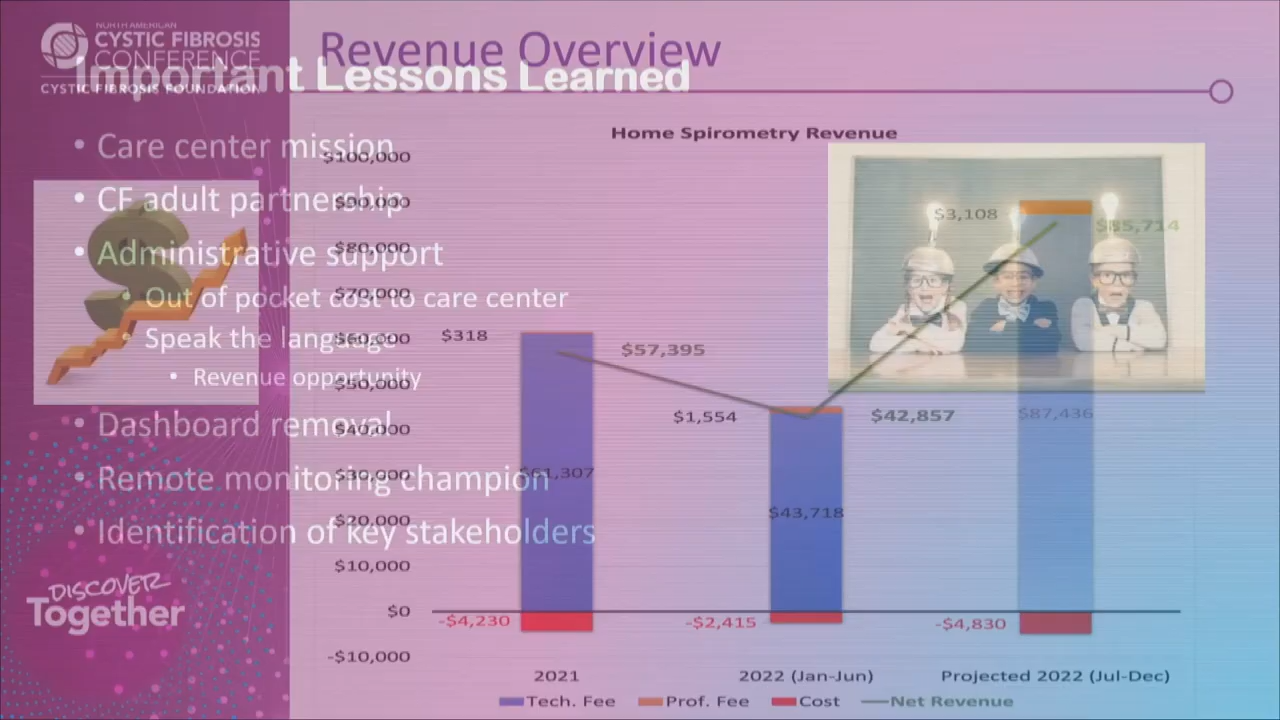 NORTH AMERICAN
CYSTIC FIBROSIS
CONFERENCE
CYSTIC FIBROSIS FOUNDATION
Revenue Overview
Important Lessons Learned
• Care center mission
• CF adult partnership
• Administrative support
• Out of pocket cost to care center
• Speak the language
• Revenue opportunity
• Dashboard removal
• Remote monitoring champion
• Identification of key stakeholders
DISCOVER
Together
Home Spirometry Revenue
$100,000
$90,000
$80,000
$70,000
$60,000
$50,000
$40,000
$30,000
$20,000
$10,000
$0
-$10,000
$318
$57,395
$61,307
-$4,230
$1,554
$42,857
$43,718
-$2,415
$3,108
$85,714
$87,436
-$4,830
2021
2022 (Jan-Jun)
Projected 2022 (Jul-Dec)
Tech. Fee
Prof. Fee
Cost
Net Revenue